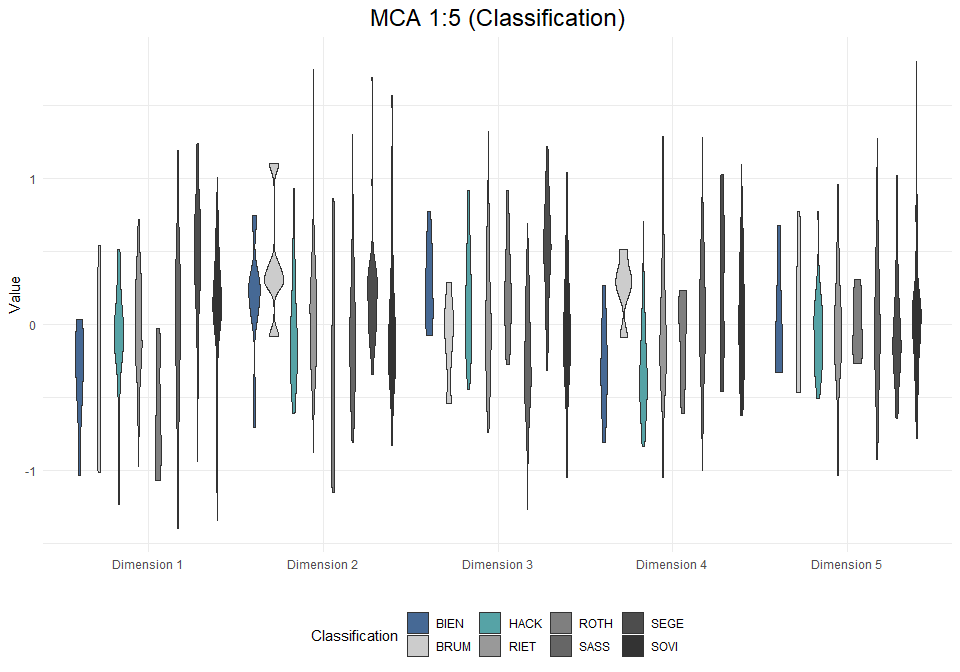 MCA 1:5 (Classification)
Value
1
0
-1
Dimension 1 Dimension 2 Dimension 3 Dimension 4 Dimension 5
Classification
BIEN HACK ROTH SEGE
BRUM RIET SASS SOVI